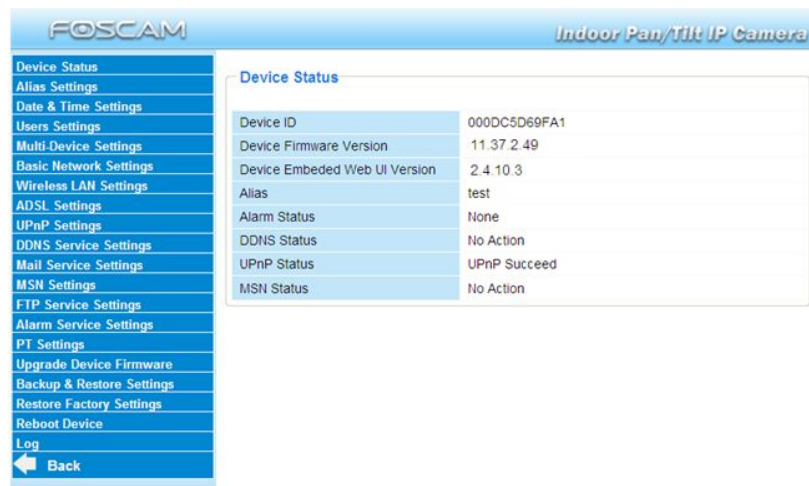 FOSCAM
Indoor Pan/Tilt IP Camera
Device Status
Alias Settings
Date & Time Settings
Users Settings
Multi-Device Settings
Basic Network Settings
Wireless LAN Settings
ADSL Settings
UPnP Settings
DDNS Service Settings
Mail Service Settings
MSN Settings
FTP Service Settings
Alarm Service Settings
PT Settings
Upgrade Device Firmware
Backup & Restore Settings
Restore Factory Settings
Reboot Device
Log
Back
Device Status
Device ID 000DC5D69FA1
Device Firmware Version 11.37.2.49
Device Embeded Web UI Version 2.4.10.3
Alias test
Alarm Status None
DDNS Status No Action
UPnP Status UPnP Succeed
MSN Status No Action